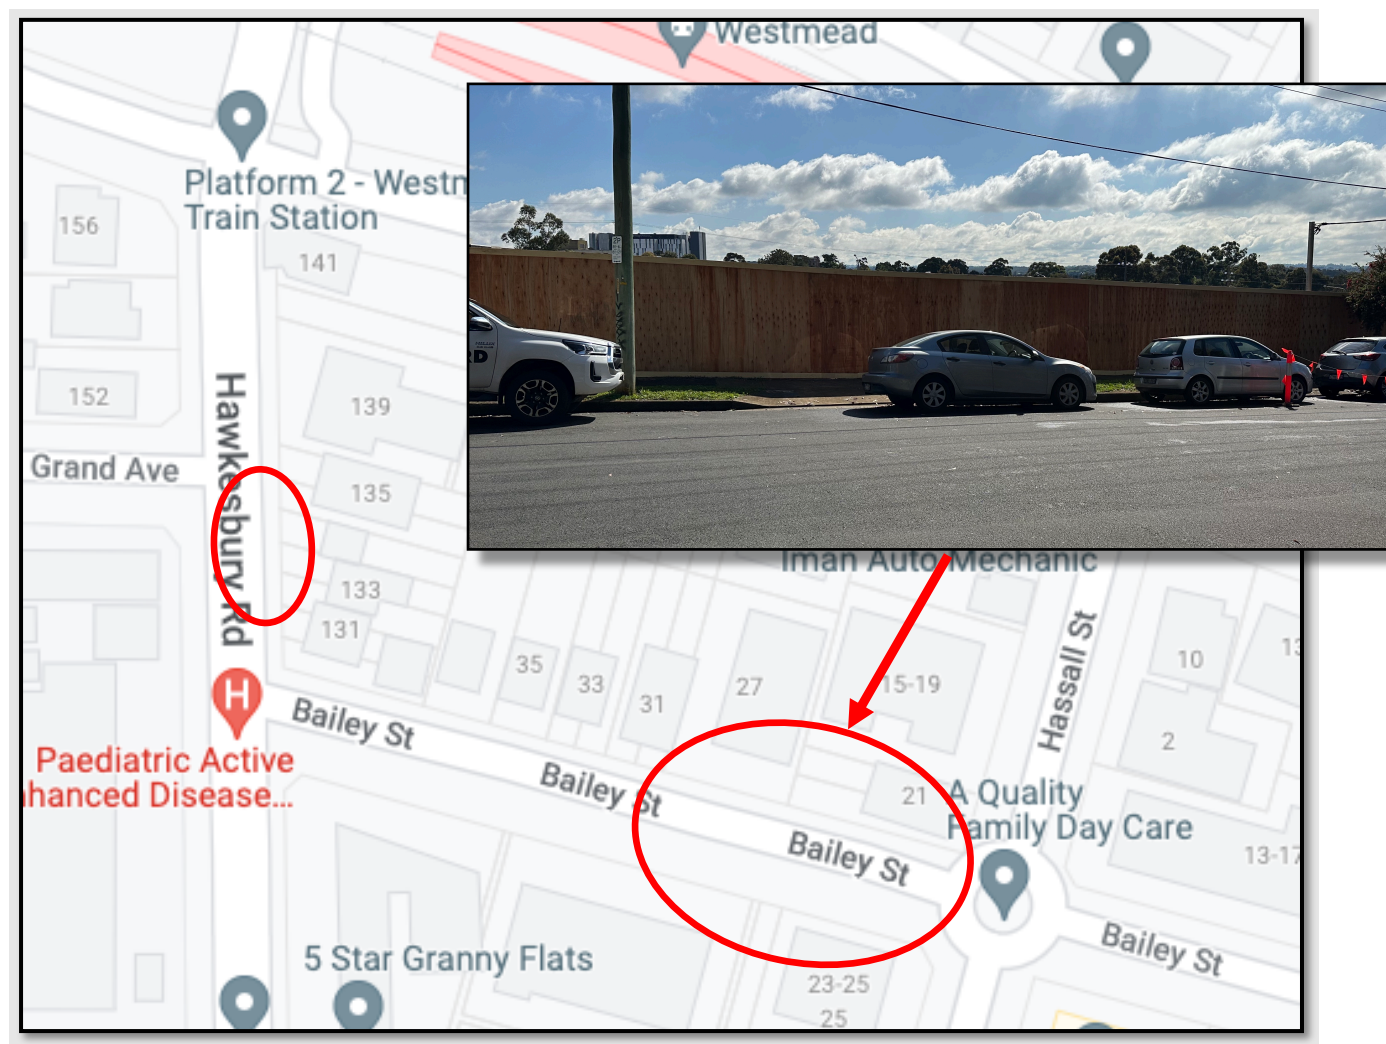 Westmead
Platform 2 - Westm
Train Station
156
141
152
139
Hawkesbury Rd
Grand Ave
135
133
131
Iman Auto Mechanic
Hassall St
10
2
35
33
31
27
15-19
21
Bailey St
Bailey St
Bailey St
Paediatric Active
nhanced Disease...
A Quality
Family Day Care
13-17
Bailey St
5 Star Granny Flats
23-25
25
H
RD